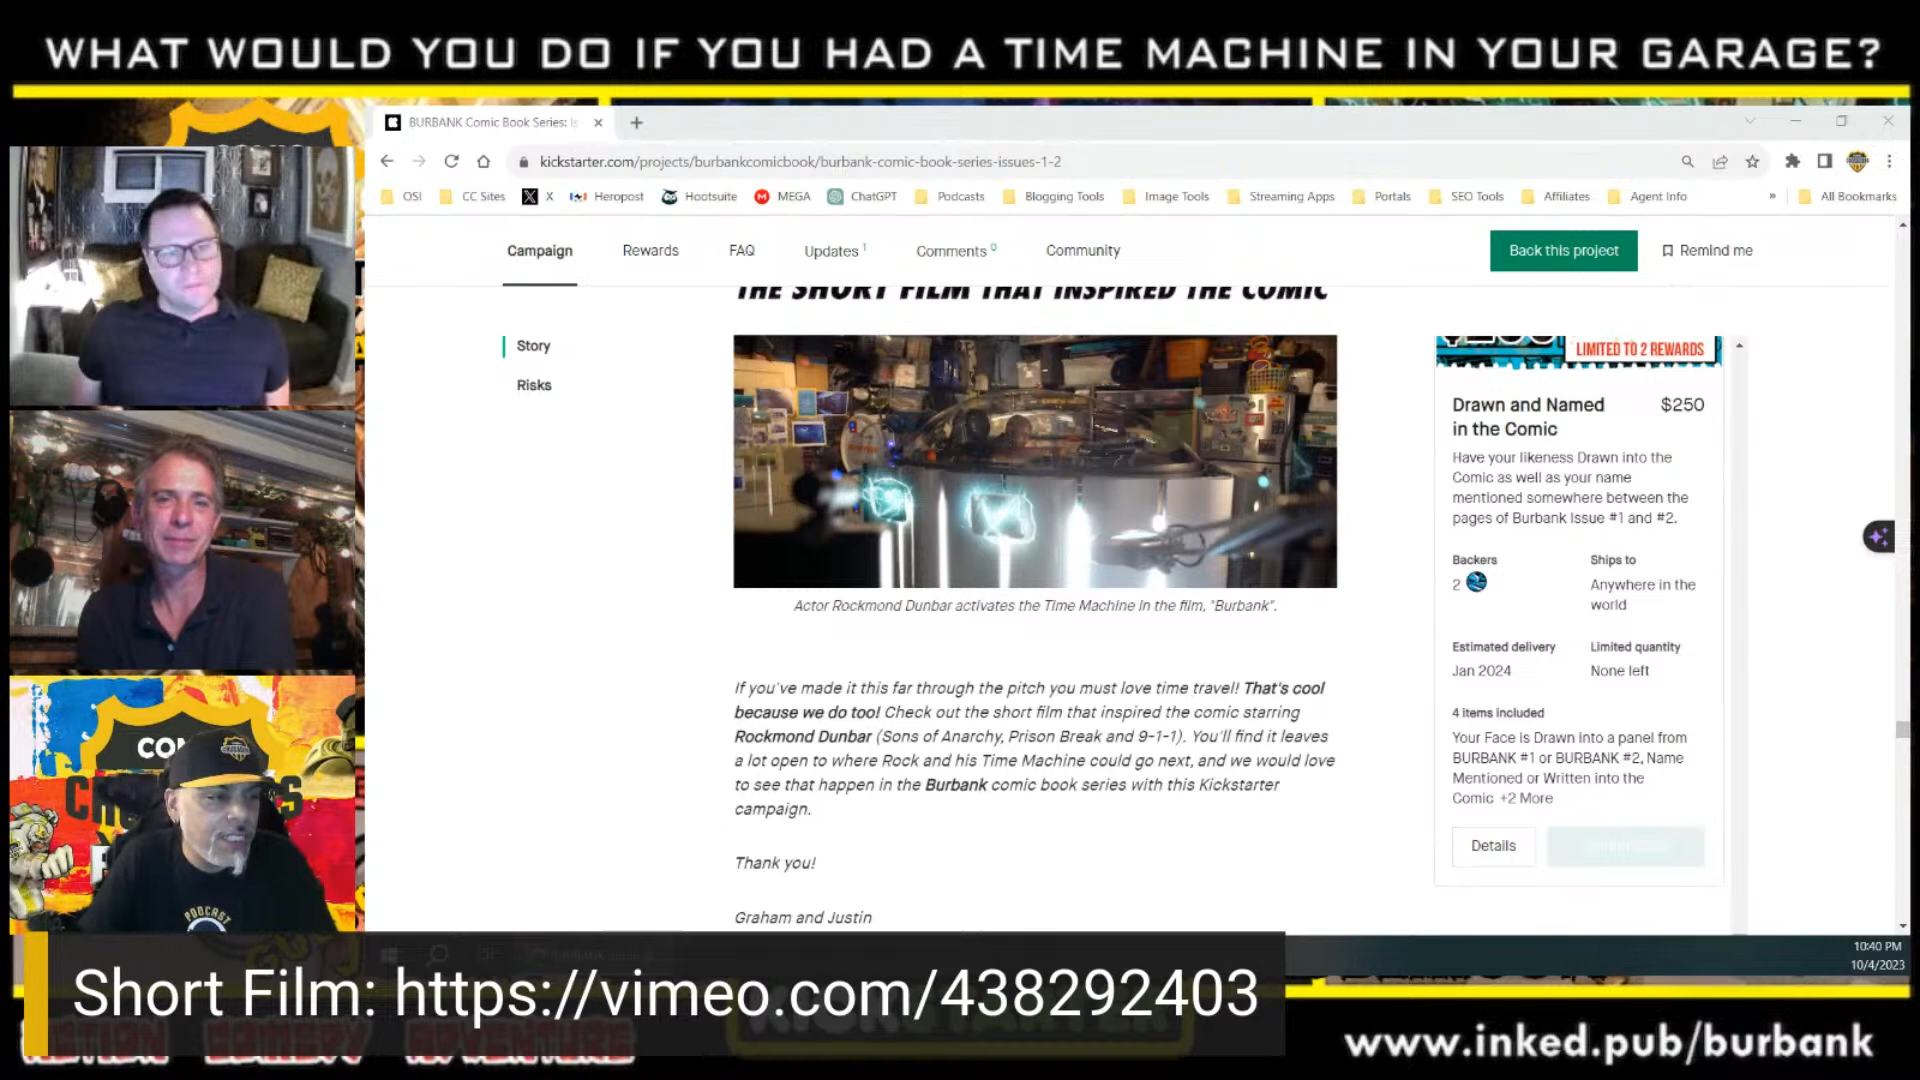 WHAT WOULD YOU DO IF YOU HAD A TIME MACHINE IN YOUR GARAGE?
BURBANK Comic Book Series: Is
kickstarter.com/projects/burbankcomicbook/burbank-comic-book-series-issues-1-2
OSI CC Sites X Heropost Hootsuite MEGA ChatGPT Podcasts Blogging Tools Image Tools Streaming Apps Portals SEO Tools Affiliates Agent Info » All Bookmarks
Campaign Rewards FAQ Updates 1 Comments 0 Community Back this project Remind me
THE SHORT FILM THAT INSPIRED THE COMIC
Story
Risks
Actor Rockmond Dunbar activates the Time Machine in the film, "Burbank".
If you've made it this far through the pitch you must love time travel! That's cool
because we do too! Check out the short film that inspired the comic starring
Rockmond Dunbar (Sons of Anarchy, Prison Break and 9-1-1). You'll find it leaves
a lot open to where Rock and his Time Machine could go next, and we would love
to see that happen in the Burbank comic book series with this Kickstarter
campaign.
Thank you!
Graham and Justin
LIMITED TO 2 REWARDS
Drawn and Named $250
in the Comic
Have your likeness Drawn into the
Comic as well as your name
mentioned somewhere between the
pages of Burbank Issue #1 and #2.
Backers Ships to
2 Anywhere in the
world
Estimated delivery Limited quantity
Jan 2024 None left
4 items included
Your Face is Drawn into a panel from
BURBANK #1 or BURBANK #2, Name
Mentioned or Written into the
Comic +2 More
Details
PODCAST
10:40 PM
10/4/2023
Short Film: https://vimeo.com/438292403
ACTION COMEDY ADVENTURE
KICKSTARTER
www.inked.pub/burbank